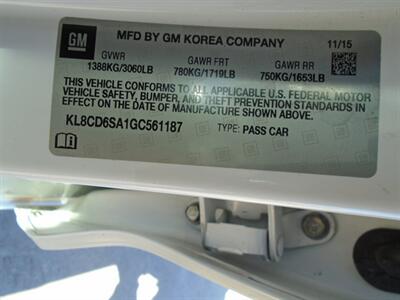 GM
MFD BY GM KOREA COMPANY 11/15
GVWR GAWR FRT GAWR RR
1388KG/3060LB 780KG/1719LB 750KG/1653LB
THIS VEHICLE CONFORMS TO ALL APPLICABLE U.S. FEDERAL MOTOR
VEHICLE SAFETY, BUMPER, AND THEFT PREVENTION STANDARDS IN
EFFECT ON THE DATE OF MANUFACTURE SHOWN ABOVE.
KL8CD6SA1GC561187 TYPE: PASS CAR